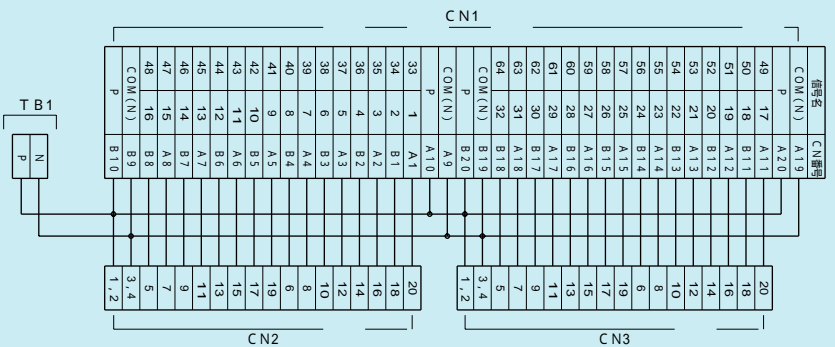 CN1
P COM(N) 48 47 46 45 44 43 42 41 40 39 38 37 36 35 34 33 P COM(N) P COM(N) 64 63 62 61 60 59 58 57 56 55 54 53 52 51 50 49 P COM(N) 信号名
16 15 14 13 12 11 10 9 8 7 6 5 4 3 2 1 32 31 30 29 28 27 26 25 24 23 22 21 20 19 18 17
B10 B9 B8 A8 B7 A7 B6 A6 B5 A5 B4 A4 B3 A3 B2 A2 B1 A1 A10 A9 B20 B19 B18 A18 B17 A17 B16 A16 B15 A15 B14 A14 B13 A13 B12 A12 B11 A11 A20 A19 CN番号
TB1
P N
1,2 3,4 5 7 9 11 13 15 17 19 6 8 10 12 14 16 18 20
1,2 3,4 5 7 9 11 13 15 17 19 6 8 10 12 14 16 18 20
CN2
CN3